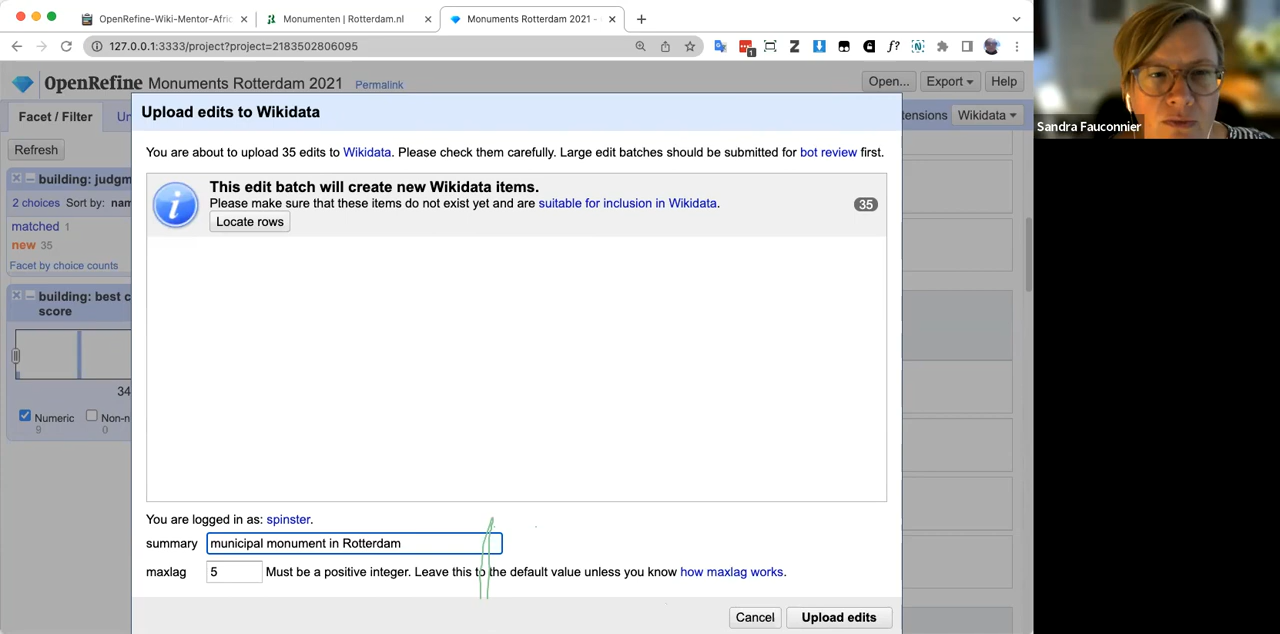 OpenRefine-Wiki-Mentor-Afric
Monumenten | Rotterdam.nl
Monuments Rotterdam 2021 -
127.0.0.1:3333/project?project=2183502806095
OpenRefine Monuments Rotterdam 2021 Permalink
Open... Export Help
Facet / Filter Un
tensions Wikidata
Refresh
building: judgm
2 choices Sort by: nam
matched 1
new 35
Facet by choice counts
building: best c
score
34
Numeric
9
Non-n
0
Upload edits to Wikidata
You are about to upload 35 edits to Wikidata. Please check them carefully. Large edit batches should be submitted for bot review first.
This edit batch will create new Wikidata items.
Please make sure that these items do not exist yet and are suitable for inclusion in Wikidata.
35
Locate rows
You are logged in as: spinster.
summary municipal monument in Rotterdam
maxlag 5 Must be a positive integer. Leave this to the default value unless you know how maxlag works.
Cancel Upload edits
Sandra Fauconnier